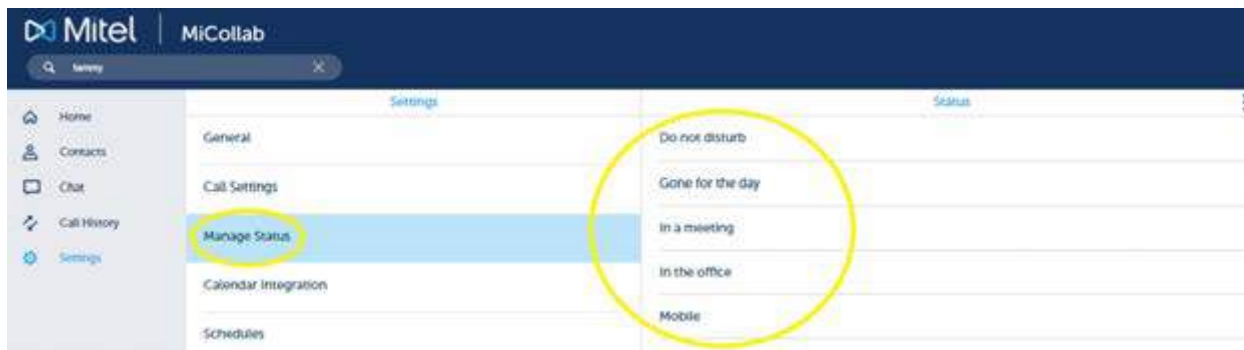 Mitel | MiCollab
tammy
Home
Contacts
Chat
Call History
Settings
Settings
General
Call Settings
Manage Status
Calendar Integration
Schedules
Status
Do not disturb
Gone for the day
In a meeting
In the office
Mobile